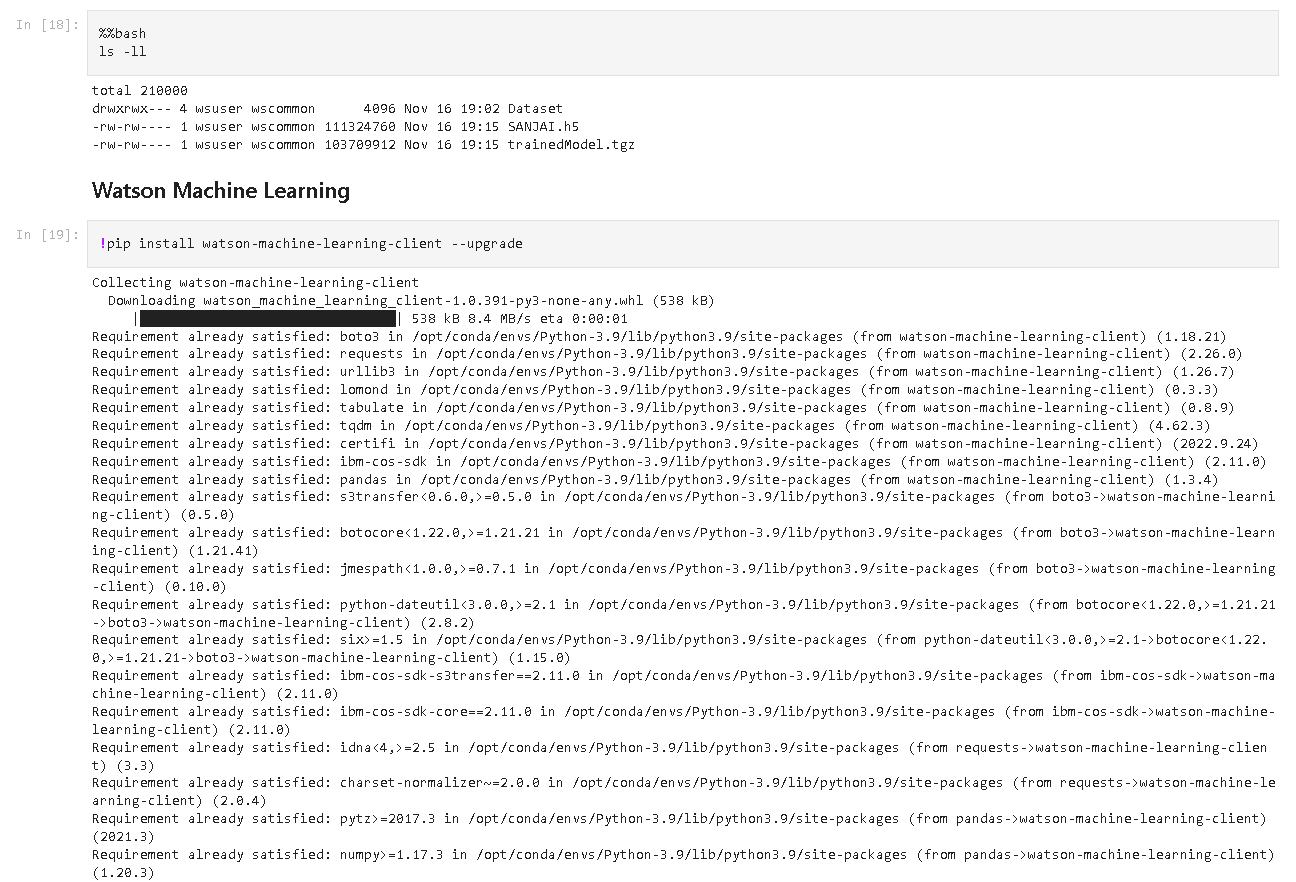 In [18]:
%%bash
ls -ll
total 210000
drwxrwx--- 4 wsuser wscommon      4096 Nov 16 19:02 Dataset
-rw-rw---- 1 wsuser wscommon 111324760 Nov 16 19:15 SANJAI.h5
-rw-rw---- 1 wsuser wscommon 103709912 Nov 16 19:15 trainedModel.tgz
Watson Machine Learning
In [19]:
!pip install watson-machine-learning-client --upgrade
Collecting watson-machine-learning-client
  Downloading watson_machine_learning_client-1.0.391-py3-none-any.whl (538 kB)
     |████████████████████████████████| 538 kB 8.4 MB/s eta 0:00:01
Requirement already satisfied: boto3 in /opt/conda/envs/Python-3.9/lib/python3.9/site-packages (from watson-machine-learning-client) (1.18.21)
Requirement already satisfied: requests in /opt/conda/envs/Python-3.9/lib/python3.9/site-packages (from watson-machine-learning-client) (2.26.0)
Requirement already satisfied: urllib3 in /opt/conda/envs/Python-3.9/lib/python3.9/site-packages (from watson-machine-learning-client) (1.26.7)
Requirement already satisfied: lomond in /opt/conda/envs/Python-3.9/lib/python3.9/site-packages (from watson-machine-learning-client) (0.3.3)
Requirement already satisfied: tabulate in /opt/conda/envs/Python-3.9/lib/python3.9/site-packages (from watson-machine-learning-client) (0.8.9)
Requirement already satisfied: tqdm in /opt/conda/envs/Python-3.9/lib/python3.9/site-packages (from watson-machine-learning-client) (4.62.3)
Requirement already satisfied: certifi in /opt/conda/envs/Python-3.9/lib/python3.9/site-packages (from watson-machine-learning-client) (2022.9.24)
Requirement already satisfied: ibm-cos-sdk in /opt/conda/envs/Python-3.9/lib/python3.9/site-packages (from watson-machine-learning-client) (2.11.0)
Requirement already satisfied: pandas in /opt/conda/envs/Python-3.9/lib/python3.9/site-packages (from watson-machine-learning-client) (1.3.4)
Requirement already satisfied: s3transfer<0.6.0,>=0.5.0 in /opt/conda/envs/Python-3.9/lib/python3.9/site-packages (from boto3->watson-machine-learni
ng-client) (0.5.0)
Requirement already satisfied: botocore<1.22.0,>=1.21.21 in /opt/conda/envs/Python-3.9/lib/python3.9/site-packages (from boto3->watson-machine-learn
ing-client) (1.21.41)
Requirement already satisfied: jmespath<1.0.0,>=0.7.1 in /opt/conda/envs/Python-3.9/lib/python3.9/site-packages (from boto3->watson-machine-learning
-client) (0.10.0)
Requirement already satisfied: python-dateutil<3.0.0,>=2.1 in /opt/conda/envs/Python-3.9/lib/python3.9/site-packages (from botocore<1.22.0,>=1.21.21
->boto3->watson-machine-learning-client) (2.8.2)
Requirement already satisfied: six>=1.5 in /opt/conda/envs/Python-3.9/lib/python3.9/site-packages (from python-dateutil<3.0.0,>=2.1->botocore<1.22.
0,>=1.21.21->boto3->watson-machine-learning-client) (1.15.0)
Requirement already satisfied: ibm-cos-sdk-s3transfer==2.11.0 in /opt/conda/envs/Python-3.9/lib/python3.9/site-packages (from ibm-cos-sdk->watson-ma
chine-learning-client) (2.11.0)
Requirement already satisfied: ibm-cos-sdk-core==2.11.0 in /opt/conda/envs/Python-3.9/lib/python3.9/site-packages (from ibm-cos-sdk->watson-machine-
learning-client) (2.11.0)
Requirement already satisfied: idna<4,>=2.5 in /opt/conda/envs/Python-3.9/lib/python3.9/site-packages (from requests->watson-machine-learning-clien
t) (3.3)
Requirement already satisfied: charset-normalizer~=2.0.0 in /opt/conda/envs/Python-3.9/lib/python3.9/site-packages (from requests->watson-machine-le
arning-client) (2.0.4)
Requirement already satisfied: pytz>=2017.3 in /opt/conda/envs/Python-3.9/lib/python3.9/site-packages (from pandas->watson-machine-learning-client)
(2021.3)
Requirement already satisfied: numpy>=1.17.3 in /opt/conda/envs/Python-3.9/lib/python3.9/site-packages (from pandas->watson-machine-learning-client)
(1.20.3)